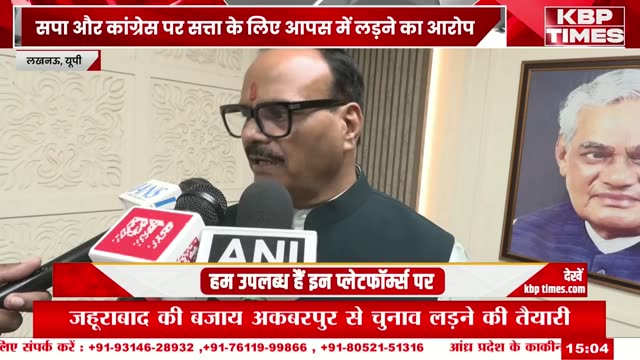 सपा और कांग्रेस पर सत्ता के लिए आपस में लड़ने का आरोप
KBP
TIMES
लखनऊ, यूपी
ANI
हम उपलब्ध हैं इन प्लेटफॉर्म्स पर
देखें
kbp times.com
जहूराबाद की बजाय अकबरपुर से चुनाव लड़ने की तैयारी
लिए संपर्क करें : +91-93146-28932 ,+91-76119-99866 , +91-80521-51316
आंध्र प्रदेश के काकीन
15:04